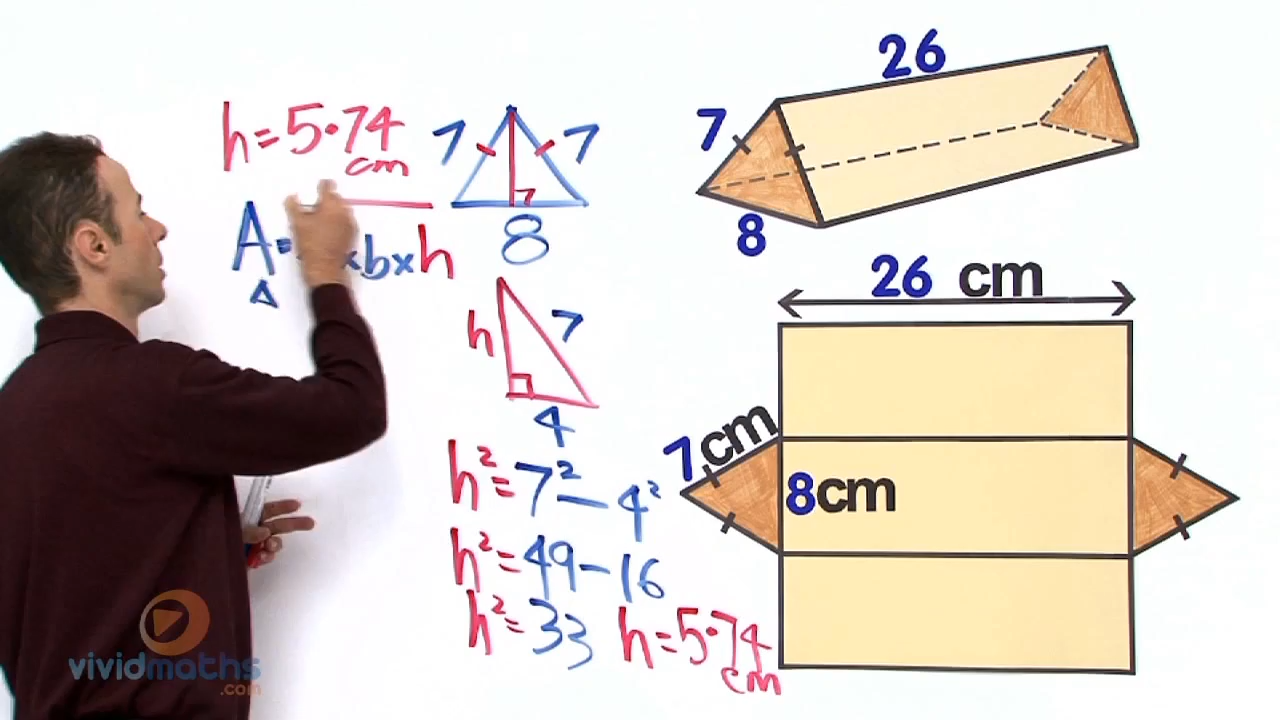 h = 5.74
cm
A = × b × h
Δ
7 7
8
h 7
4
h² = 7² – 4²
h² = 49 – 16
h² = 33 h = 5.74
cm
26
7
8
26 cm
7cm
8cm
vividmaths
.com